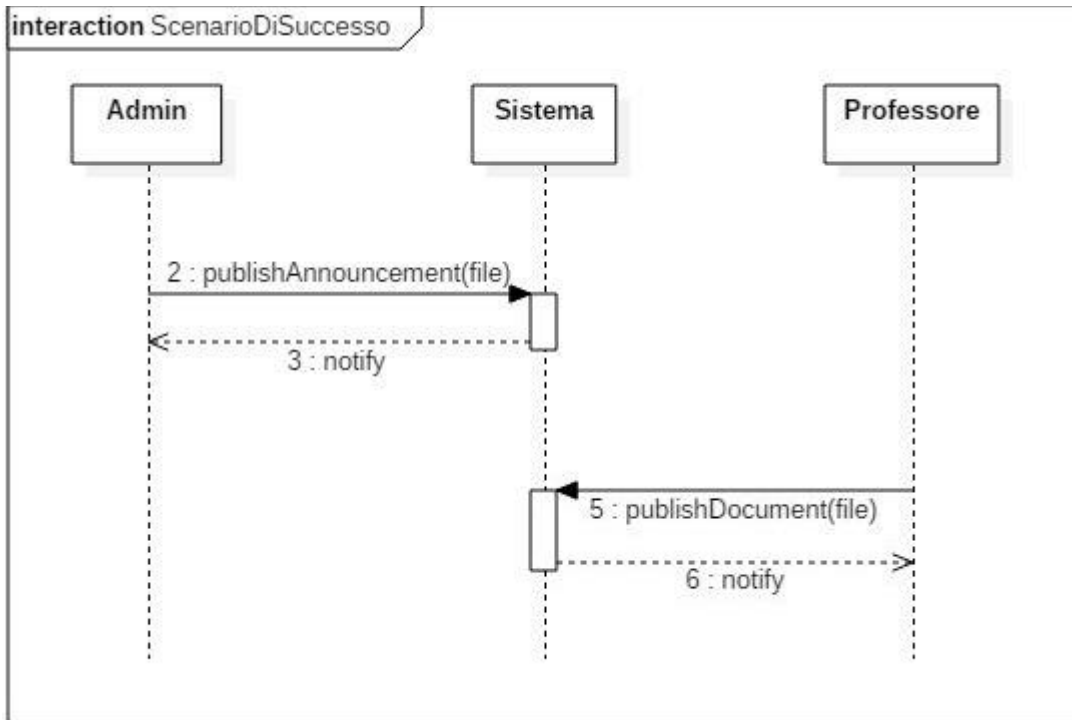 interaction ScenarioDiSuccesso
Admin
Sistema
Professore
2 : publishAnnouncement(file)
3 : notify
5 : publishDocument(file)
6 : notify